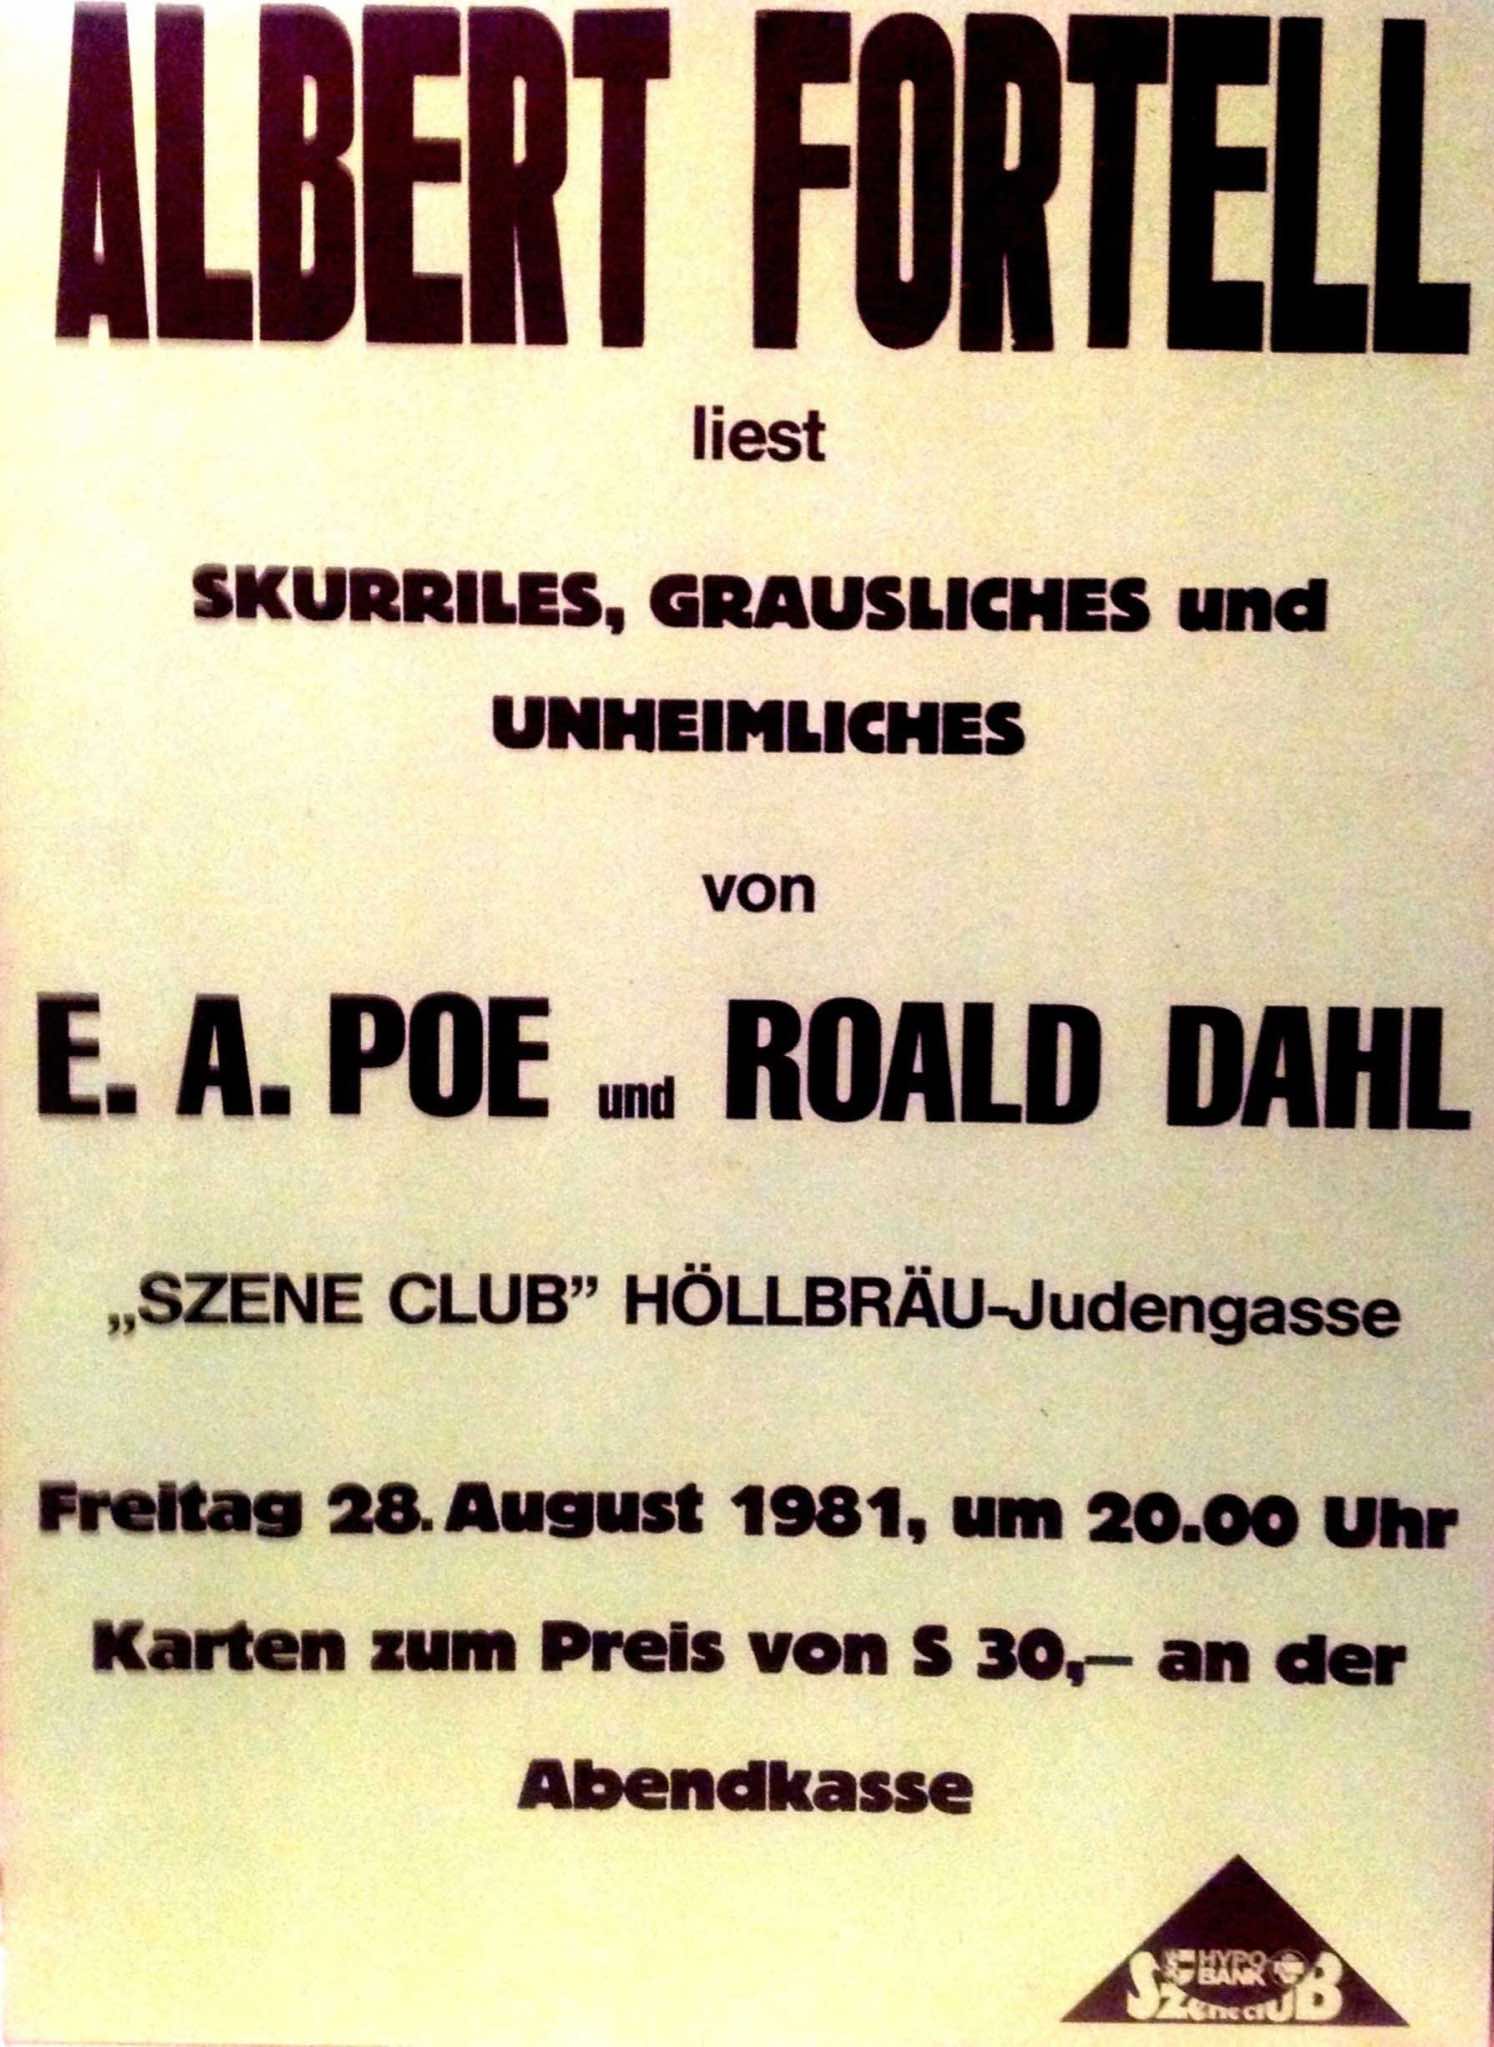 ALBERT FORTELL
liest
SKURRILES, GRAUSLICHES und
UNHEIMLICHES
von
E. A. POE und ROALD DAHL
„SZENE CLUB” HÖLLBRÄU-Judengasse
Freitag 28. August 1981, um 20.00 Uhr
Karten zum Preis von S 30,– an der
Abendkasse
HYPO
BANK
Szene cluB